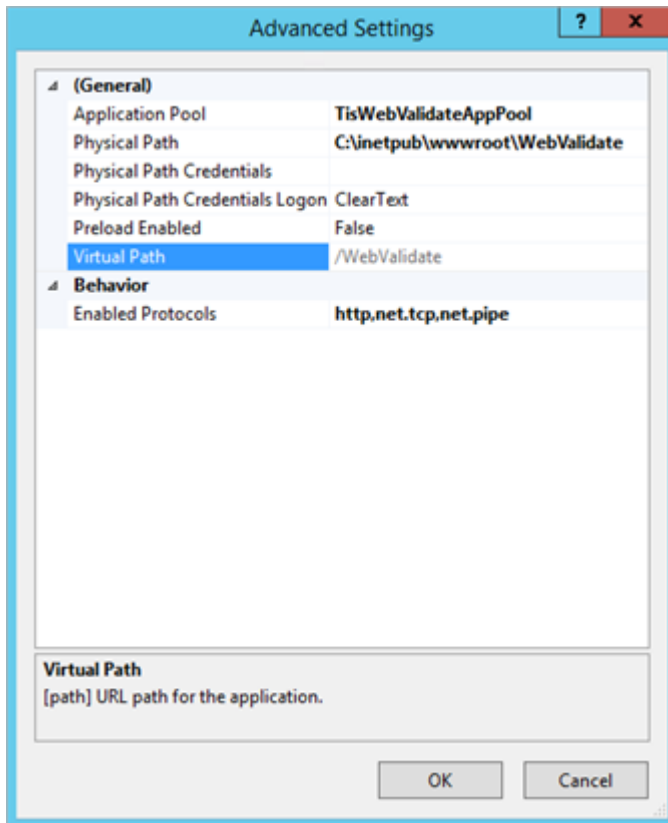 Advanced Settings
?
x
(General)
Application Pool TisWebValidateAppPool
Physical Path C:\inetpub\wwwroot\WebValidate
Physical Path Credentials
Physical Path Credentials Logon ClearText
Preload Enabled False
Virtual Path /WebValidate
Behavior
Enabled Protocols http,net.tcp,net.pipe
Virtual Path
[path] URL path for the application.
OK Cancel